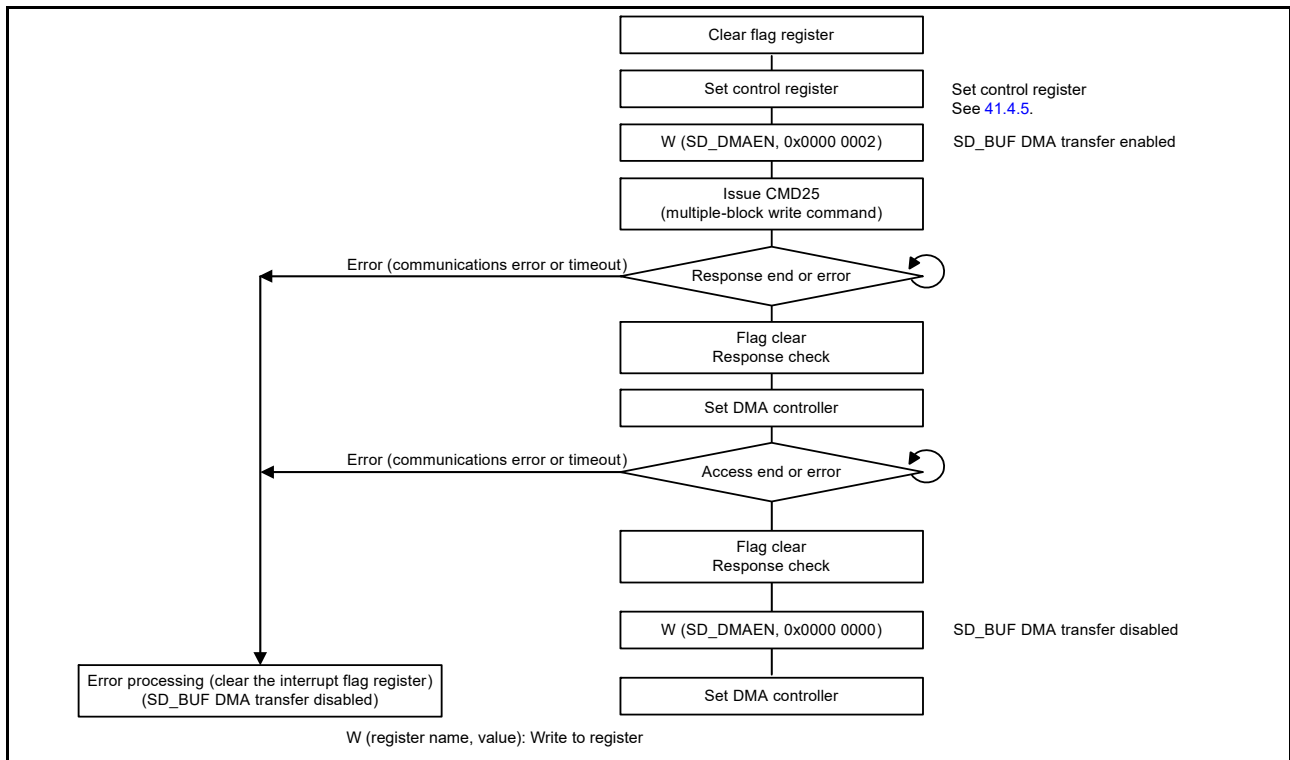 Clear flag register
Set control register
Set control register
See 41.4.5.
W (SD_DMAEN, 0x0000 0002)
SD_BUF DMA transfer enabled
Issue CMD25
(multiple-block write command)
Error (communications error or timeout)
Response end or error
Flag clear
Response check
Set DMA controller
Error (communications error or timeout)
Access end or error
Flag clear
Response check
W (SD_DMAEN, 0x0000 0000)
SD_BUF DMA transfer disabled
Error processing (clear the interrupt flag register)
(SD_BUF DMA transfer disabled)
Set DMA controller
W (register name, value): Write to register